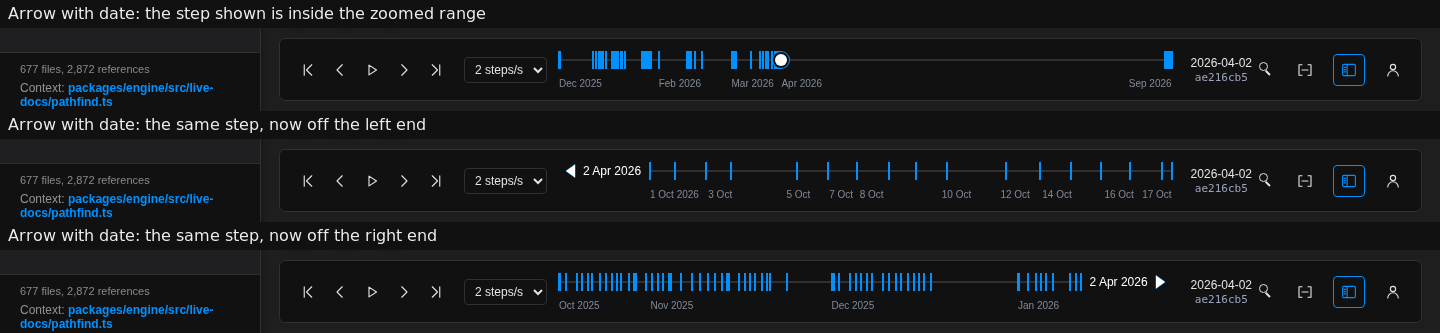 Arrow with date: the step shown is inside the zoomed range
677 files, 2,872 references
Context: packages/engine/src/live-
docs/pathfind.ts
2 steps/s
Dec 2025 Feb 2026 Mar 2026 Apr 2026 Sep 2026
2026-04-02
ae216cb5
Arrow with date: the same step, now off the left end
677 files, 2,872 references
Context: packages/engine/src/live-
docs/pathfind.ts
2 steps/s
2 Apr 2026
1 Oct 2026 3 Oct 5 Oct 7 Oct 8 Oct 10 Oct 12 Oct 14 Oct 16 Oct 17 Oct
2026-04-02
ae216cb5
Arrow with date: the same step, now off the right end
677 files, 2,872 references
Context: packages/engine/src/live-
docs/pathfind.ts
2 steps/s
Oct 2025 Nov 2025 Dec 2025 Jan 2026
2 Apr 2026
2026-04-02
ae216cb5